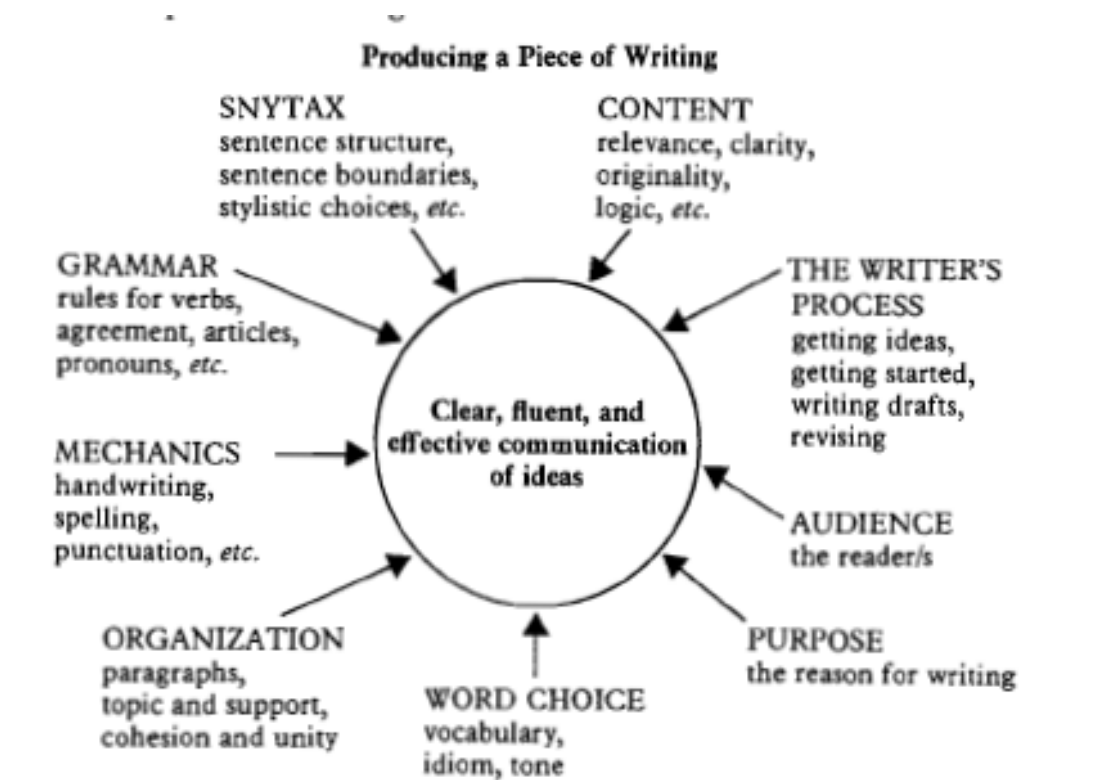 Producing a Piece of Writing
SNYTAX
sentence structure,
sentence boundaries,
stylistic choices, etc.
CONTENT
relevance, clarity,
originality,
logic, etc.
GRAMMAR
rules for verbs,
agreement, articles,
pronouns, etc.
THE WRITER'S
PROCESS
getting ideas,
getting started,
writing drafts,
revising
Clear, fluent, and
effective communication
of ideas
MECHANICS
handwriting,
spelling,
punctuation, etc.
AUDIENCE
the reader/s
ORGANIZATION
paragraphs,
topic and support,
cohesion and unity
PURPOSE
the reason for writing
WORD CHOICE
vocabulary,
idiom, tone